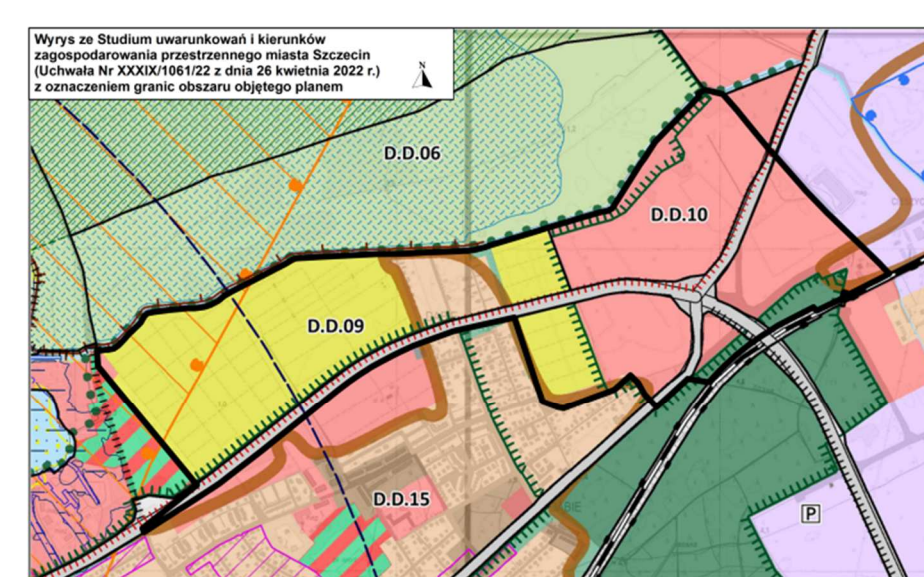 Wyrys ze Studium uwarunkowań i kierunków
zagospodarowania przestrzennego miasta Szczecin
(Uchwała Nr XXXIX/1061/22 z dnia 26 kwietnia 2022 r.)
z oznaczeniem granic obszaru objętego planem
N
D.D.06
D.D.10
D.D.09
D.D.15
P